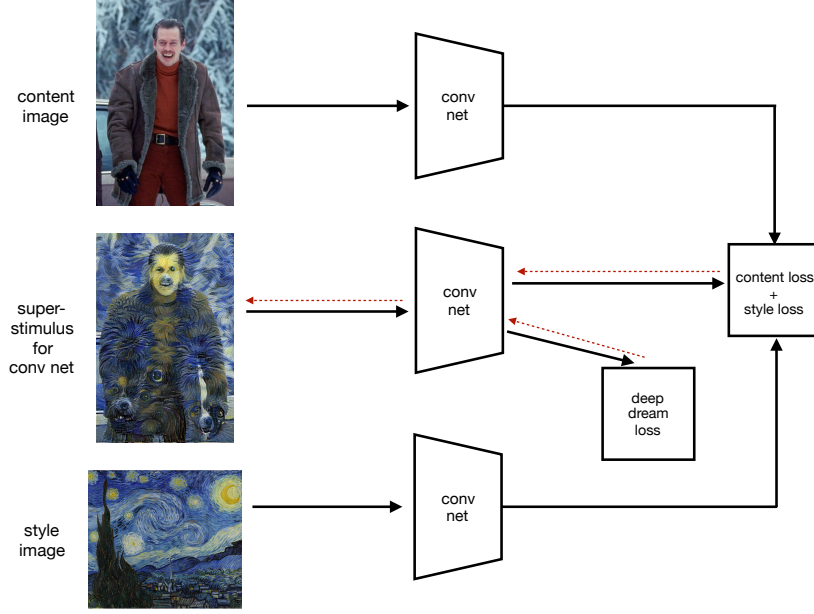 content
image
conv
net
super-
stimulus
for
conv net
conv
net
content loss
+
style loss
deep
dream
loss
style
image
conv
net